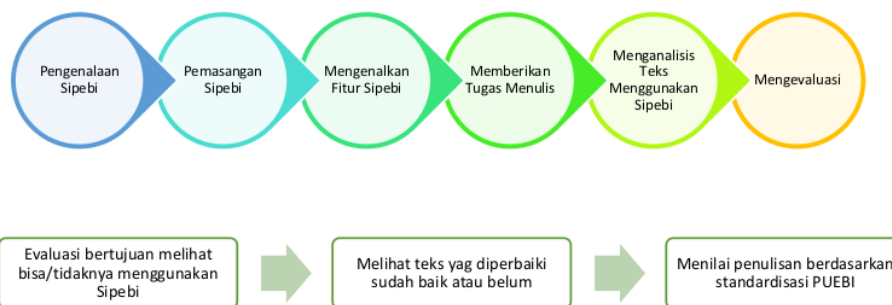 Pengenalaan
Sipebi
Pemasangan
Sipebi
Mengenalkan
Fitur Sipebi
Memberikan
Tugas Menulis
Menganalisis
Teks
Menggunakan
Sipebi
Mengevaluasi
Evaluasi bertujuan melihat
bisa/tidaknya menggunakan
Sipebi
Melihat teks yag diperbaiki
sudah baik atau belum
Menilai penulisan berdasarkan
standardisasi PUEBI